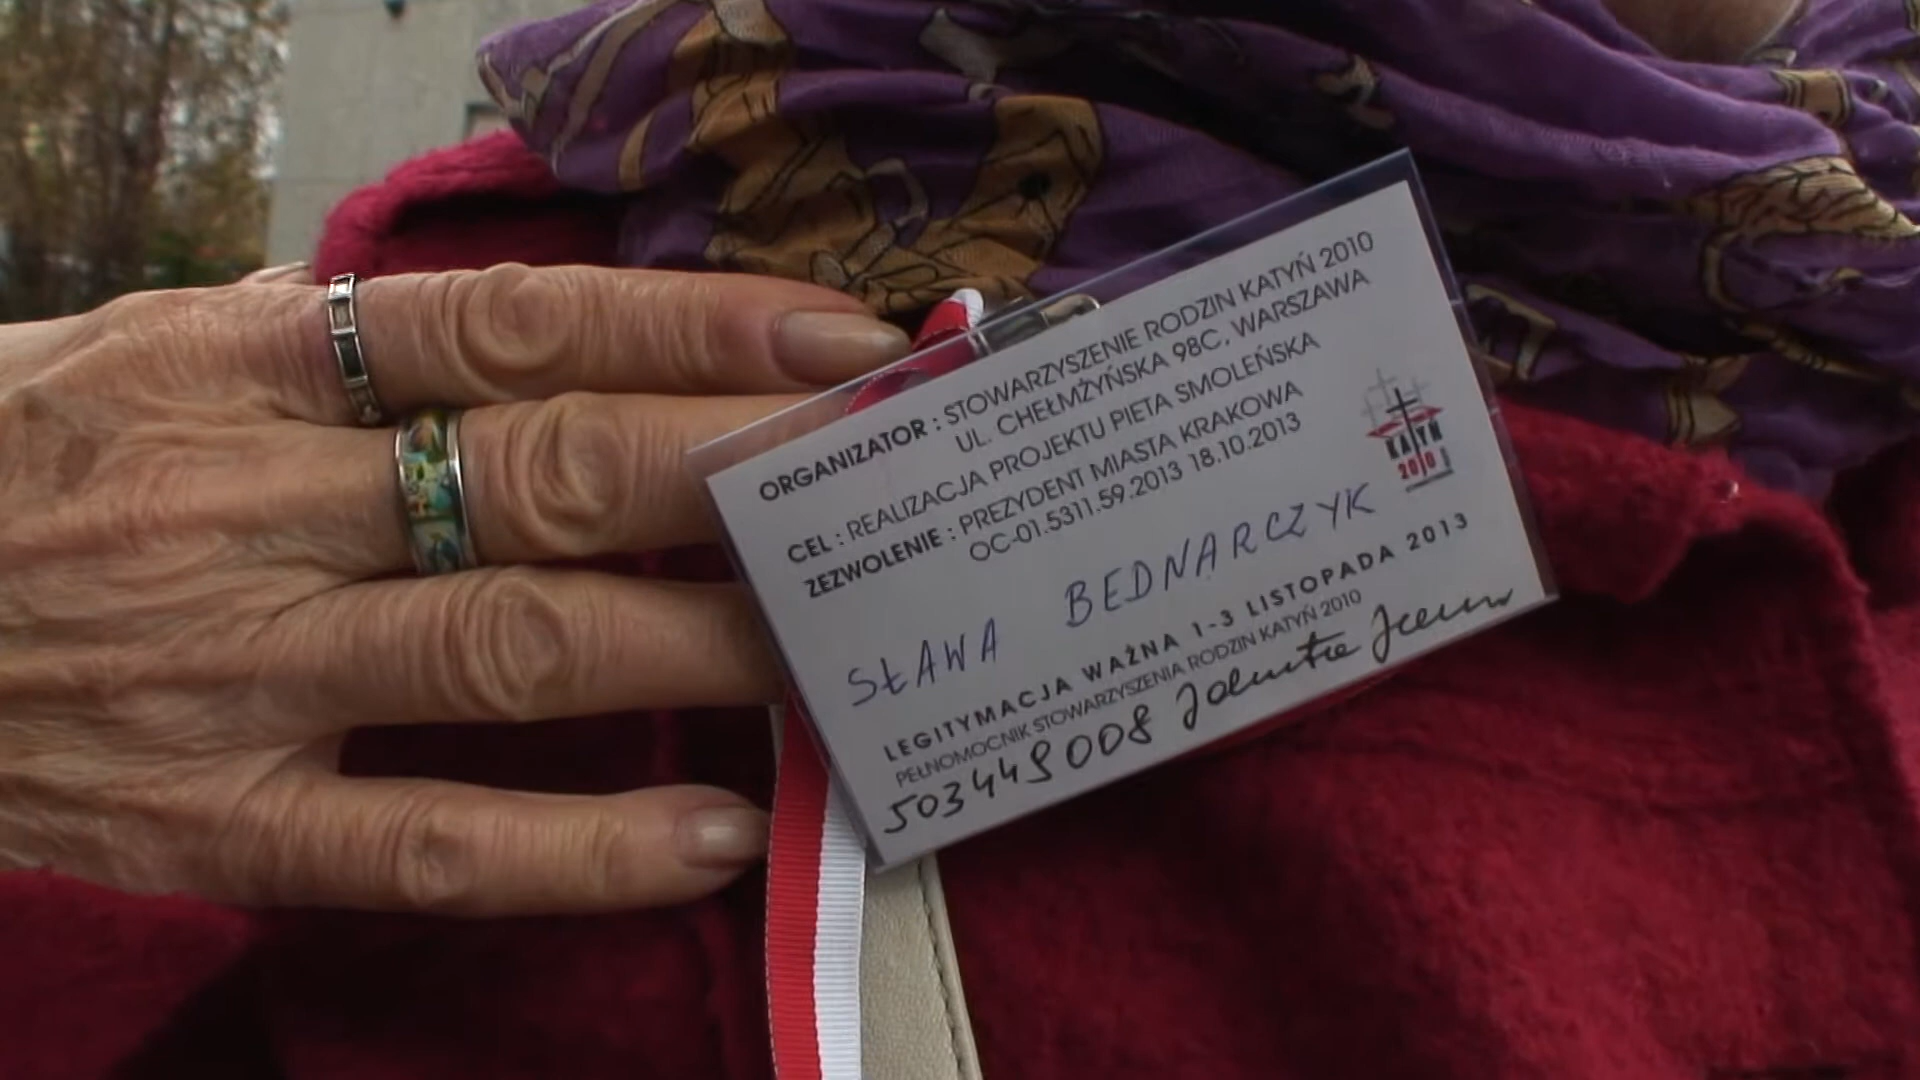 ORGANIZATOR : STOWARZYSZENIE RODZIN KATYŃ 2010
UL. CHEŁMŻYŃSKA 98C, WARSZAWA
CEL : REALIZACJA PROJEKTU PIETA SMOLEŃSKA
ZEZWOLENIE : PREZYDENT MIASTA KRAKOWA
OC-01.5311.59.2013 18.10.2013
KATYŃ
2010
SŁAWA BEDNARCZYK
LEGITYMACJA WAŻNA 1-3 LISTOPADA 2013
PEŁNOMOCNIK STOWARZYSZENIA RODZIN KATYŃ 2010
503449008